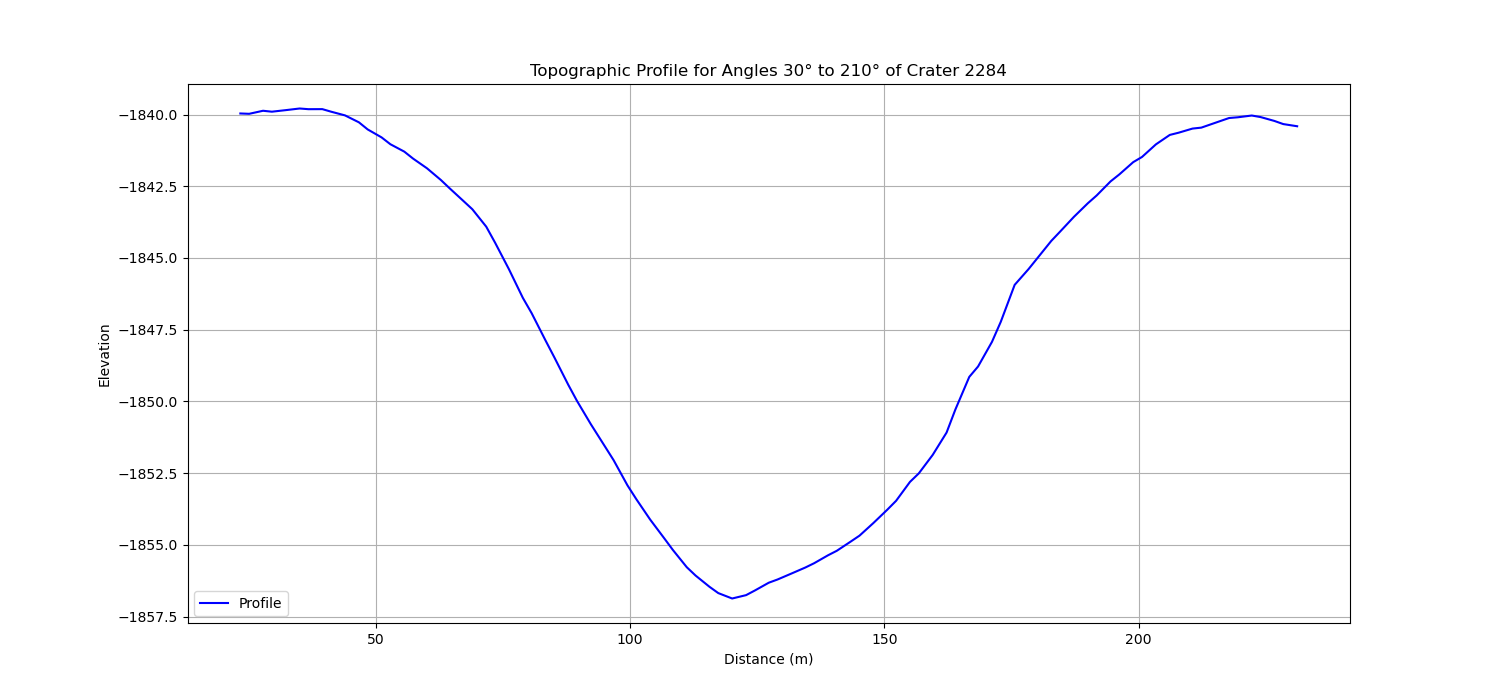 Topographic Profile for Angles 30° to 210° of Crater 2284
−1840.0
−1842.5
−1845.0
−1847.5
−1850.0
−1852.5
−1855.0
−1857.5
Elevation
Profile
50 100 150 200
Distance (m)